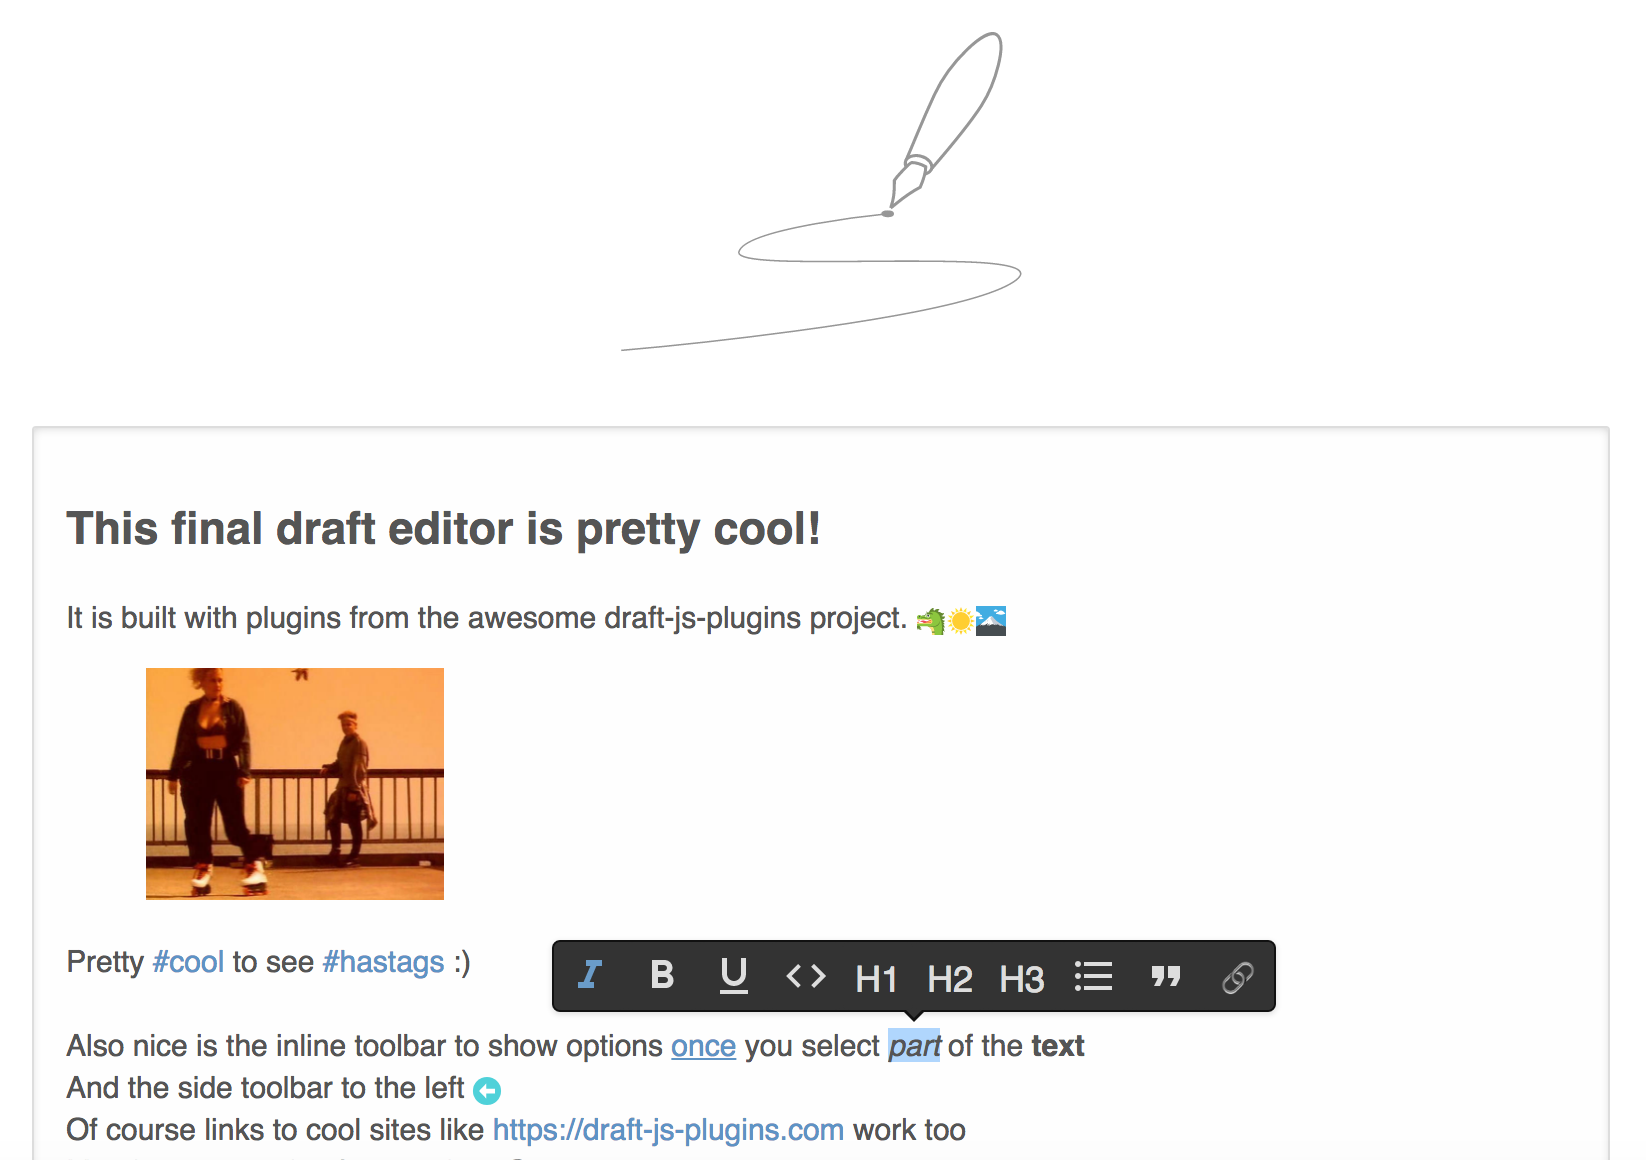 This final draft editor is pretty cool!
It is built with plugins from the awesome draft-js-plugins project. 🐲☀️🗻
Pretty #cool to see #hastags :)
I B U <> H1 H2 H3
Also nice is the inline toolbar to show options once you select part of the text
And the side toolbar to the left
Of course links to cool sites like https://draft-js-plugins.com work too